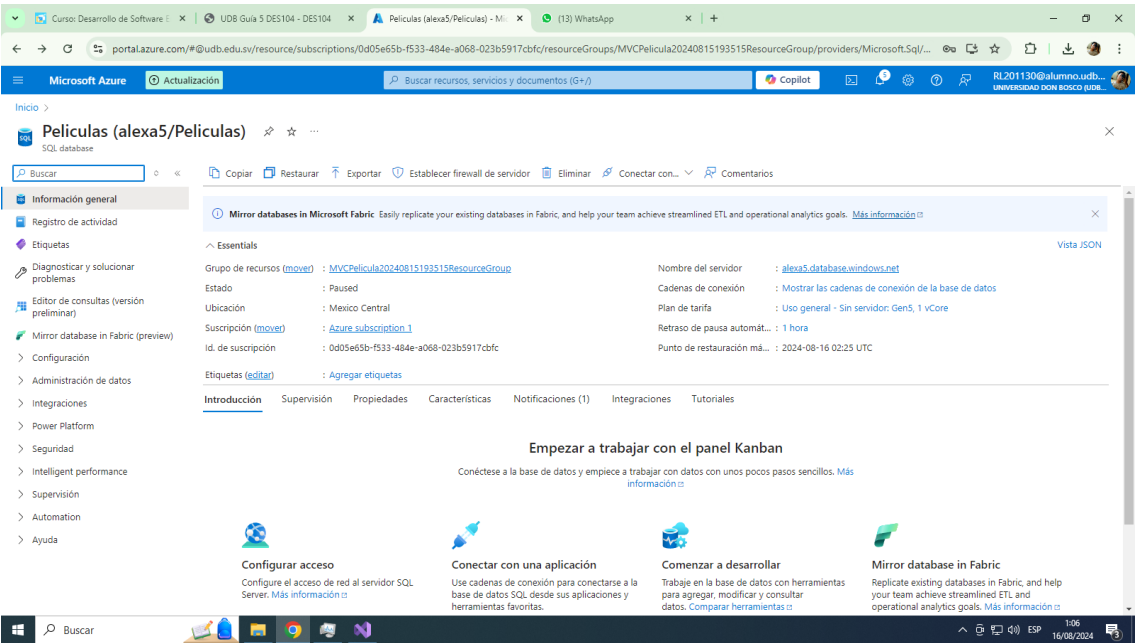 Curso: Desarrollo de Software E
UDB Guía 5 DES104 - DES104
Peliculas (alexa5/Peliculas) - Mi
(13) WhatsApp
portal.azure.com/#@udb.edu.sv/resource/subscriptions/0d05e65b-f533-484e-a068-023b5917cbfc/resourceGroups/MVCPelicula20240815193515ResourceGroup/providers/Microsoft.Sql/...
Microsoft Azure
Actualización
Buscar recursos, servicios y documentos (G+/)
Copilot
5
RL201130@alumno.udb...
UNIVERSIDAD DON BOSCO (UDB...
Inicio >
Peliculas (alexa5/Peliculas)
SQL
SQL database
Buscar
Copiar
Restaurar
Exportar
Establecer firewall de servidor
Eliminar
Conectar con...
Comentarios
Información general
Registro de actividad
Etiquetas
Diagnosticar y solucionar
problemas
Editor de consultas (versión
preliminar)
Mirror database in Fabric (preview)
Configuración
Administración de datos
Integraciones
Power Platform
Seguridad
Intelligent performance
Supervisión
Automation
Ayuda
Mirror databases in Microsoft Fabric Easily replicate your existing databases in Fabric, and help your team achieve streamlined ETL and operational analytics goals. Más información
Essentials
Vista JSON
Grupo de recursos (mover) : MVCPelicula20240815193515ResourceGroup
Estado : Paused
Ubicación : Mexico Central
Suscripción (mover) : Azure subscription 1
Id. de suscripción : 0d05e65b-f533-484e-a068-023b5917cbfc
Etiquetas (editar) : Agregar etiquetas
Nombre del servidor : alexa5.database.windows.net
Cadenas de conexión : Mostrar las cadenas de conexión de la base de datos
Plan de tarifa : Uso general - Sin servidor: Gen5, 1 vCore
Retraso de pausa automát... : 1 hora
Punto de restauración má... : 2024-08-16 02:25 UTC
Introducción
Supervisión
Propiedades
Características
Notificaciones (1)
Integraciones
Tutoriales
Empezar a trabajar con el panel Kanban
Conéctese a la base de datos y empiece a trabajar con datos con unos pocos pasos sencillos. Más
información
Configurar acceso
Configure el acceso de red al servidor SQL
Server. Más información
Conectar con una aplicación
Use cadenas de conexión para conectarse a la
base de datos SQL desde sus aplicaciones y
herramientas favoritas.
Comenzar a desarrollar
Trabaje en la base de datos con herramientas
para agregar, modificar y consultar
datos. Comparar herramientas
Mirror database in Fabric
Replicate existing databases in Fabric, and help
your team achieve streamlined ETL and
operational analytics goals. Más información
Buscar
ESP
1:06
16/08/2024
3